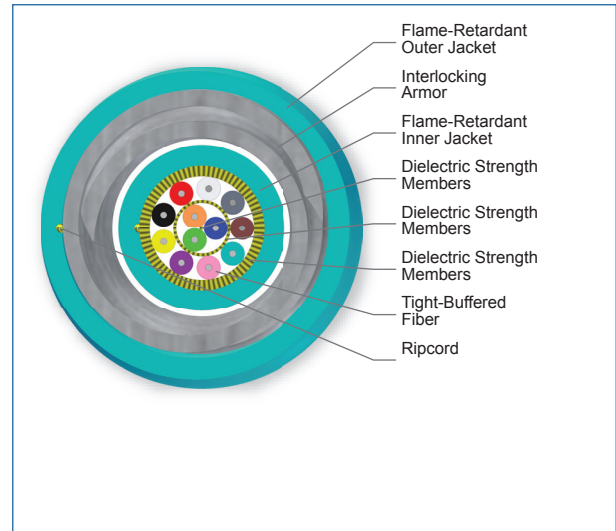 Flame-Retardant
Outer Jacket
Interlocking
Armor
Flame-Retardant
Inner Jacket
Dielectric Strength
Members
Dielectric Strength
Members
Dielectric Strength
Members
Tight-Buffered
Fiber
Ripcord